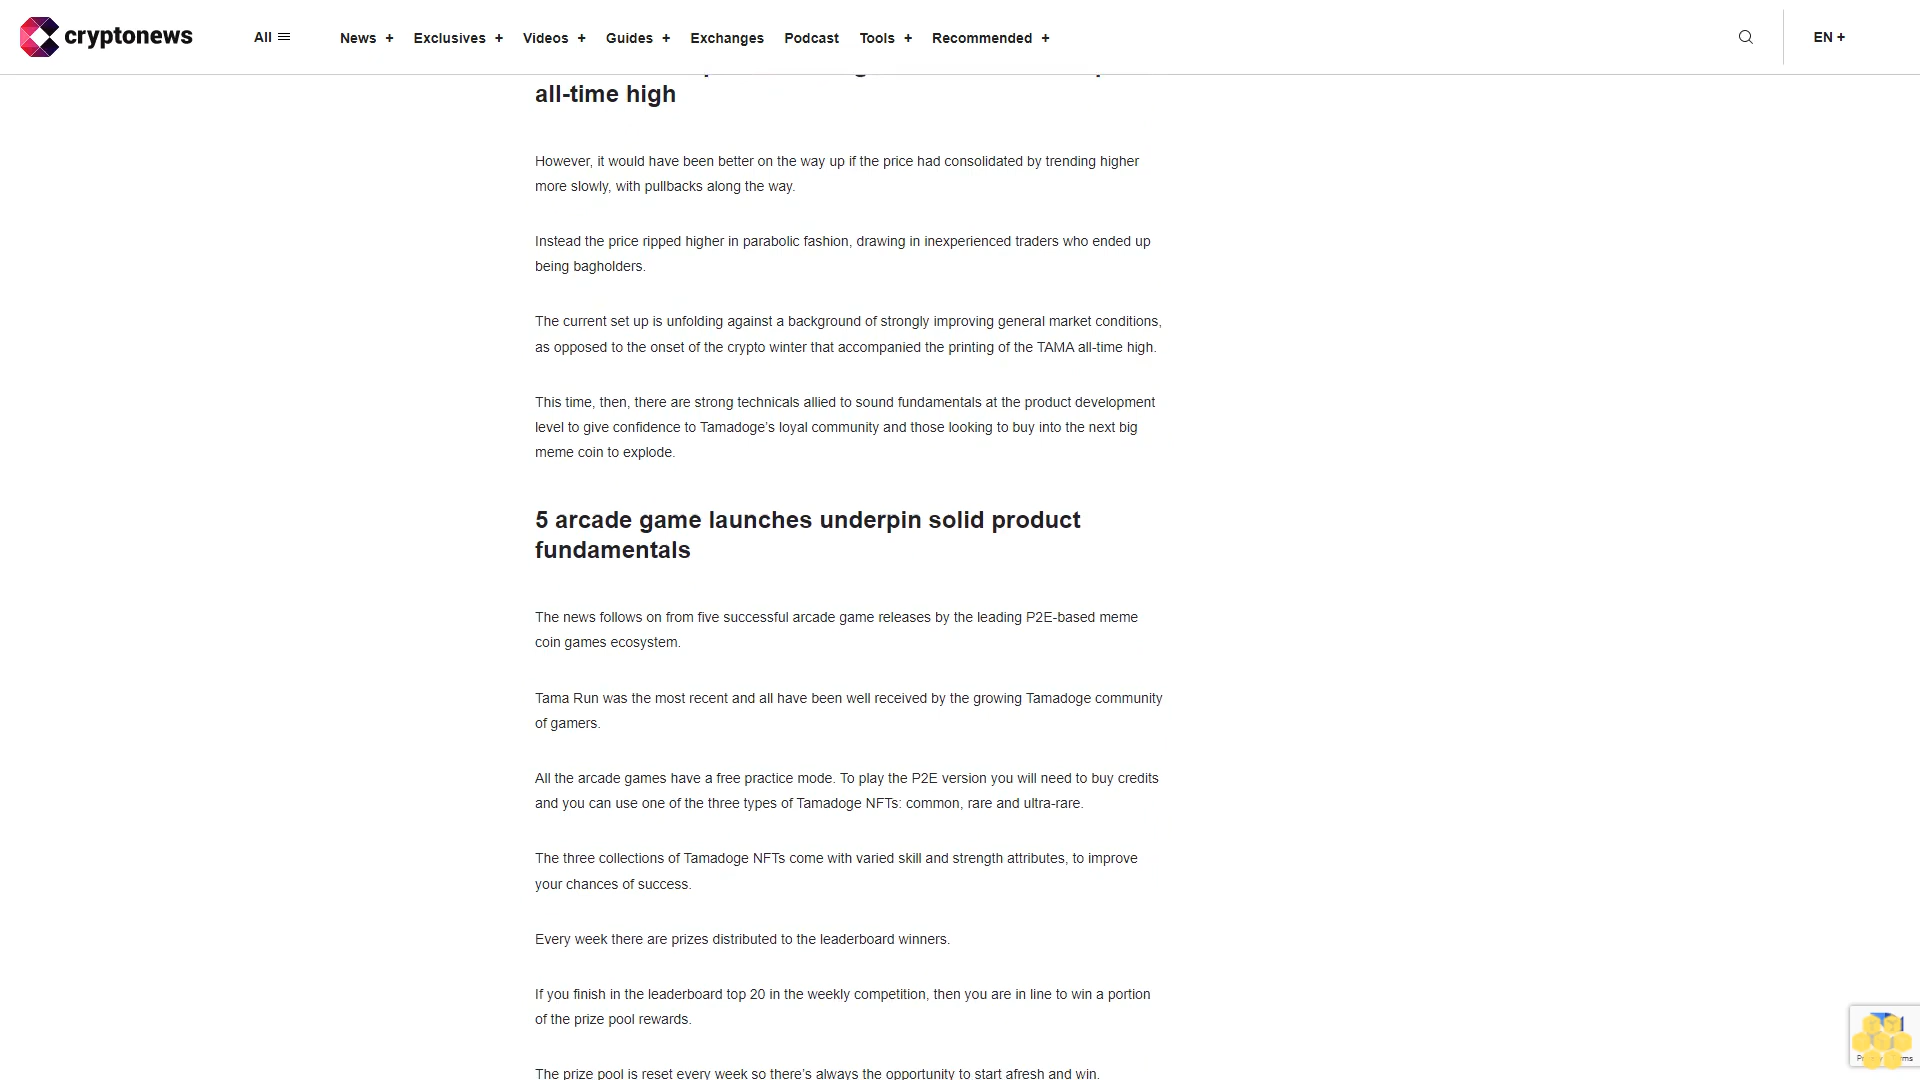 cryptonews
All
News +
Exclusives +
Videos +
Guides +
Exchanges
Podcast
Tools +
Recommended +
EN +
all-time high
However, it would have been better on the way up if the price had consolidated by trending higher
more slowly, with pullbacks along the way.
Instead the price ripped higher in parabolic fashion, drawing in inexperienced traders who ended up
being bagholders.
The current set up is unfolding against a background of strongly improving general market conditions,
as opposed to the onset of the crypto winter that accompanied the printing of the TAMA all-time high.
This time, then, there are strong technicals allied to sound fundamentals at the product development
level to give confidence to Tamadoge’s loyal community and those looking to buy into the next big
meme coin to explode.
5 arcade game launches underpin solid product
fundamentals
The news follows on from five successful arcade game releases by the leading P2E-based meme
coin games ecosystem.
Tama Run was the most recent and all have been well received by the growing Tamadoge community
of gamers.
All the arcade games have a free practice mode. To play the P2E version you will need to buy credits
and you can use one of the three types of Tamadoge NFTs: common, rare and ultra-rare.
The three collections of Tamadoge NFTs come with varied skill and strength attributes, to improve
your chances of success.
Every week there are prizes distributed to the leaderboard winners.
If you finish in the leaderboard top 20 in the weekly competition, then you are in line to win a portion
of the prize pool rewards.
The prize pool is reset every week so there’s always the opportunity to start afresh and win.